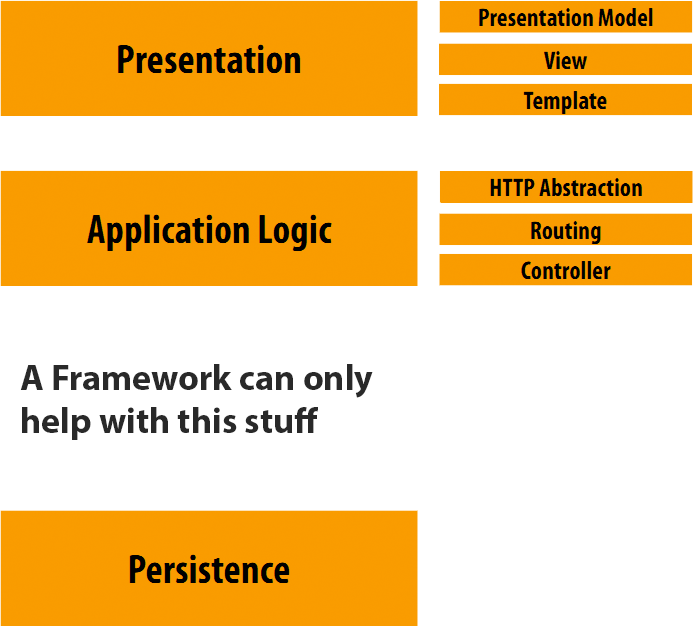 Presentation
Presentation Model
View
Template
Application Logic
HTTP Abstraction
Routing
Controller
A Framework can only
help with this stuff
Persistence